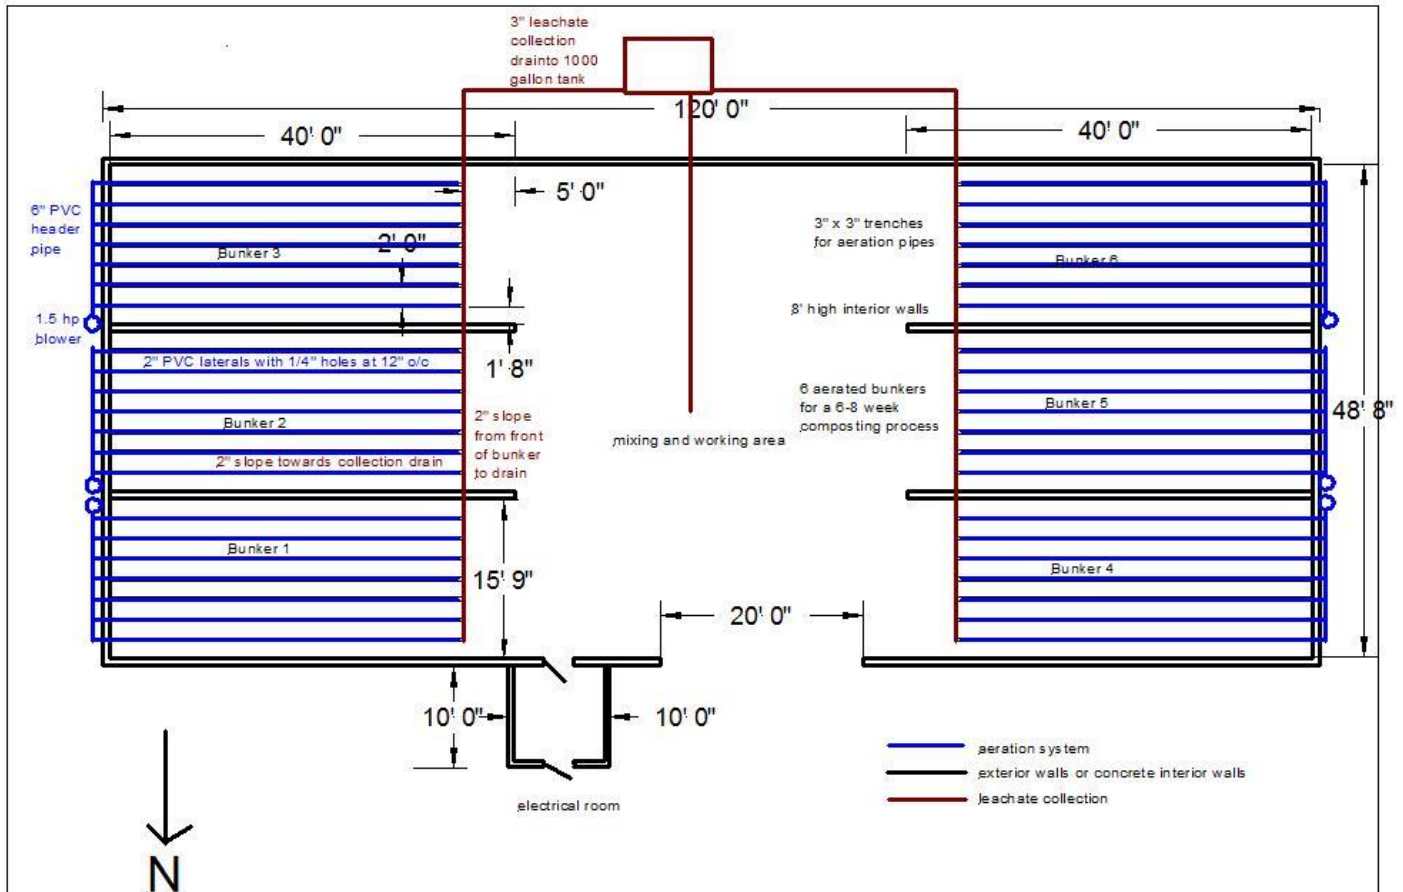 3" leachate
collection
drainto 1000
gallon tank
120' 0"
40' 0"
40' 0"
5' 0"
6" PVC
header
pipe
3" x 3" trenches
for aeration pipes
2' 0"
Bunker 3
Bunker 6
8' high interior walls
1.5 hp
blower
2" PVC laterals with 1/4" holes at 12" o/c
1' 8"
6 aerated bunkers
for a 6-8 week
composting process
Bunker 5
48' 8"
Bunker 2
2" slope
from front
of bunker
to drain
mixing and working area
2" slope towards collection drain
Bunker 1
15' 9"
Bunker 4
20' 0"
10' 0"
10' 0"
aeration system
exterior walls or concrete interior walls
leachate collection
electrical room
N